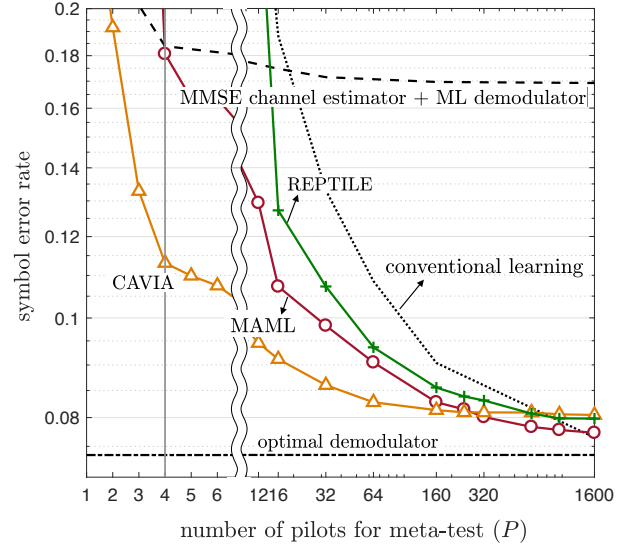 0.2
0.18
0.16
0.14
0.12
0.1
0.08
symbol error rate
MMSE channel estimator + ML demodulator
REPTILE
conventional learning
CAVIA
MAML
optimal demodulator
1 2 3 4 5 6 12 16 32 64 160 320 1600
number of pilots for meta-test (P)